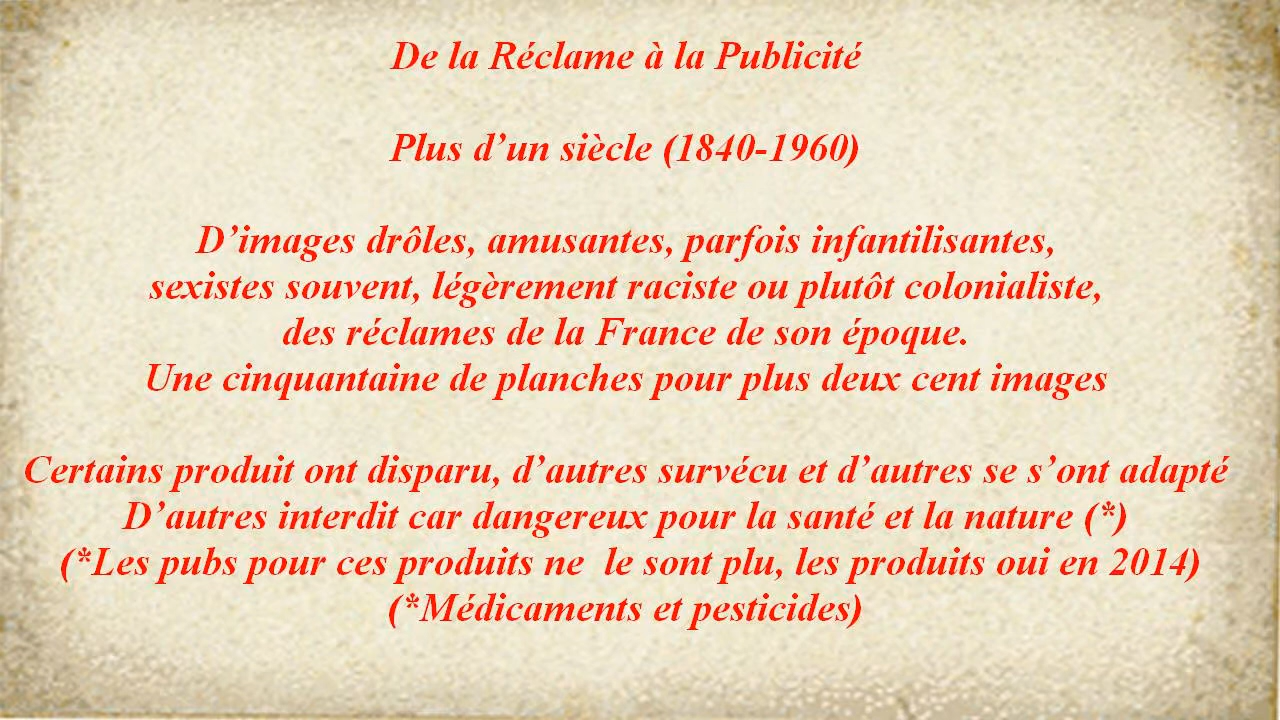 De la Réclame à la Publicité
Plus d’un siècle (1840-1960)
D’images drôles, amusantes, parfois infantilisantes,
sexistes souvent, légèrement raciste ou plutôt colonialiste,
des réclames de la France de son époque.
Une cinquantaine de planches pour plus deux cent images
Certains produit ont disparu, d’autres survécu et d’autres se s’ont adapté
D’autres interdit car dangereux pour la santé et la nature (*)
(*Les pubs pour ces produits ne  le sont plu, les produits oui en 2014)
(*Médicaments et pesticides)